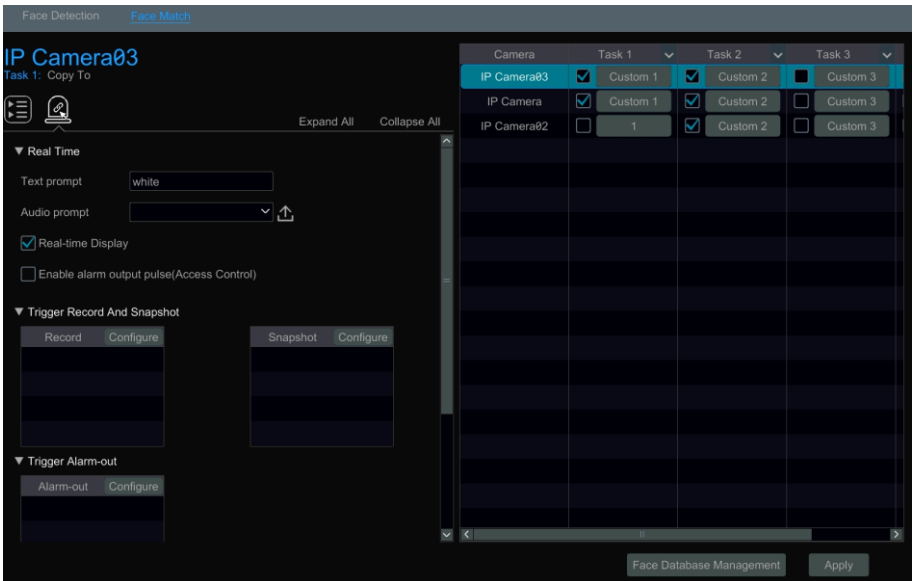 Face Detection Face Match
IP Camera03
Task 1: Copy To
Expand All Collapse All
Real Time
Text prompt white
Audio prompt
Real-time Display
Enable alarm output pulse(Access Control)
Trigger Record And Snapshot
Record Configure Snapshot Configure
Trigger Alarm-out
Alarm-out Configure
Camera Task 1 Task 2 Task 3
IP Camera03 Custom 1 Custom 2 Custom 3
IP Camera Custom 1 Custom 2 Custom 3
IP Camera02 1 Custom 2 Custom 3
Face Database Management Apply